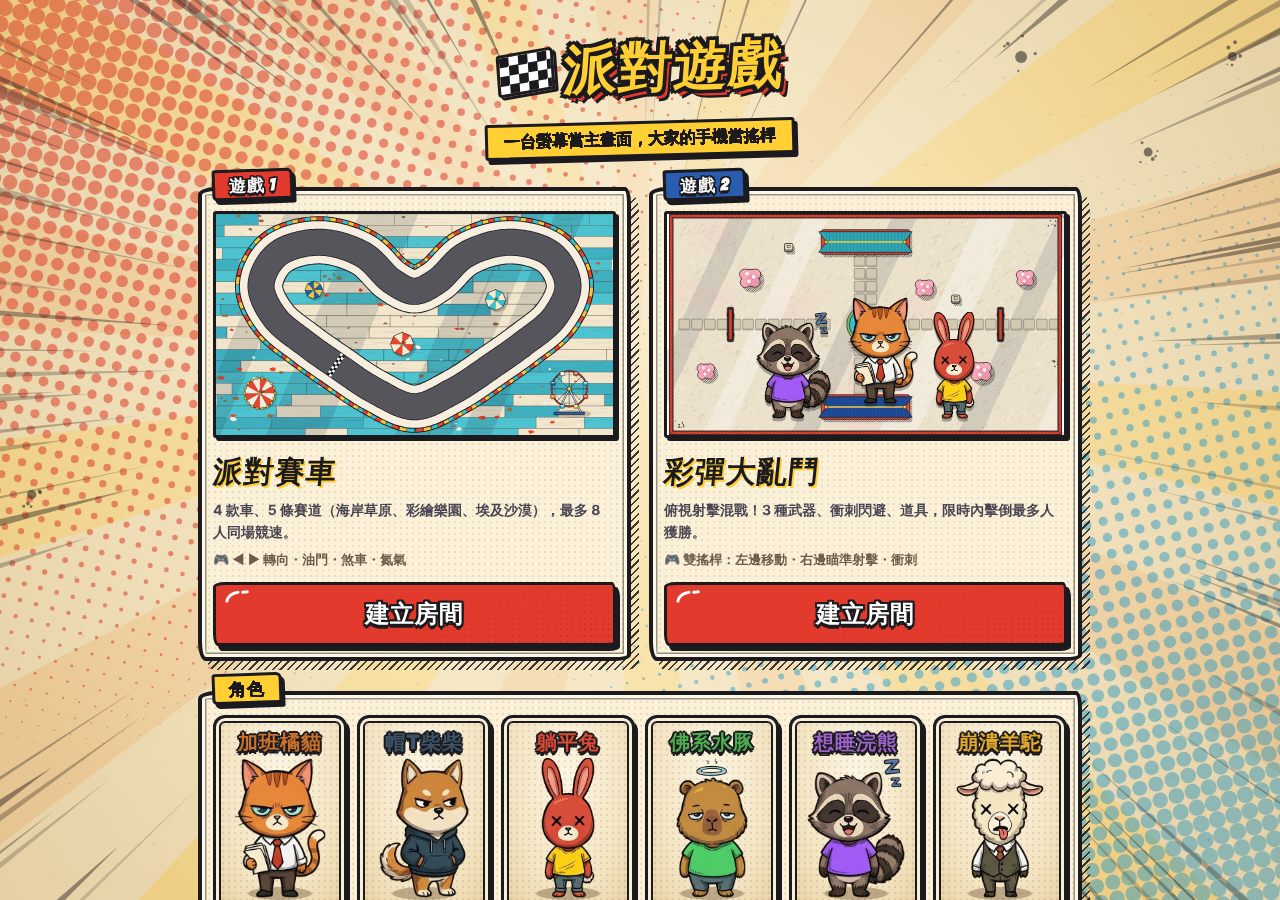 派對遊戲
一台螢幕當主畫面，大家的手機當搖桿
遊戲 1
遊戲 2
派對賽車
4 款車、5 條賽道（海岸草原、彩繪樂園、埃及沙漠），最多 8
人同場競速。
🎮 ◀ ▶ 轉向・油門・煞車・氮氣
建立房間
彩彈大亂鬥
俯視射擊混戰！3 種武器、衝刺閃避、道具，限時內擊倒最多人
獲勝。
🎮 雙搖桿：左邊移動・右邊瞄準射擊・衝刺
建立房間
角色
加班橘貓
帽T柴柴
躺平兔
佛系水豚
想睡浣熊
崩潰羊駝